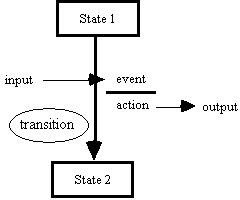 State 1
input
event
action
output
transition
State 2